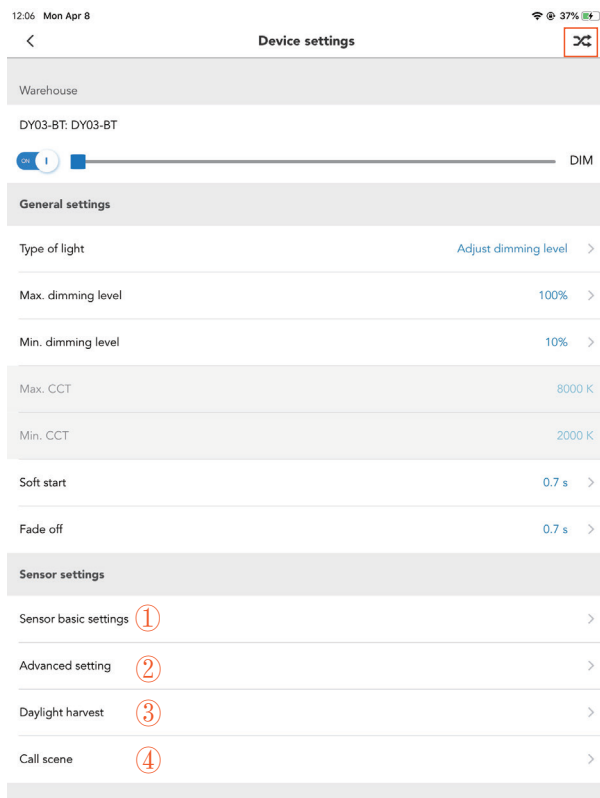 12:06 Mon Apr 8 37%
Device settings
Warehouse
DY03-BT: DY03-BT
ON I DIM
General settings
Type of light Adjust dimming level
Max. dimming level 100%
Min. dimming level 10%
Max. CCT 8000 K
Min. CCT 2000 K
Soft start 0.7 s
Fade off 0.7 s
Sensor settings
Sensor basic settings ①
Advanced setting ②
Daylight harvest ③
Call scene ④